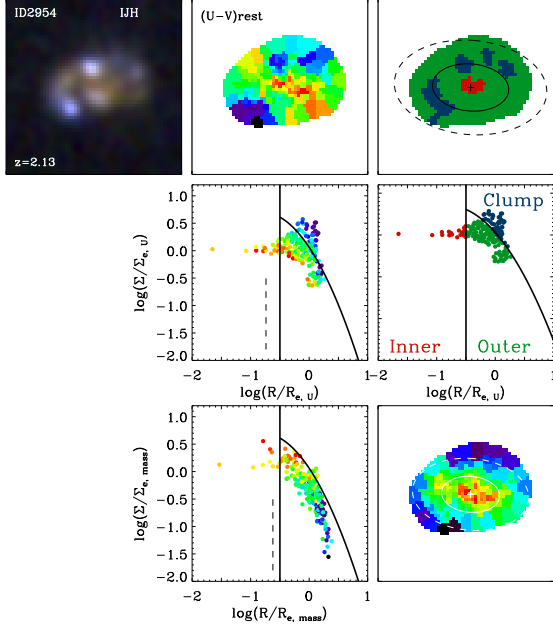 ID2954 IJH
z=2.13
(U−V)rest
1.0
0.5
0.0
−0.5
−1.0
−1.5
−2.0
log(Σ/Σe, U)
−2 −1 0 1
log(R/Re, U)
Clump
Inner Outer
−2 −1 0 1
log(R/Re, U)
1.0
0.5
0.0
−0.5
−1.0
−1.5
−2.0
log(Σ/Σe, mass)
−2 −1 0 1
log(R/Re, mass)